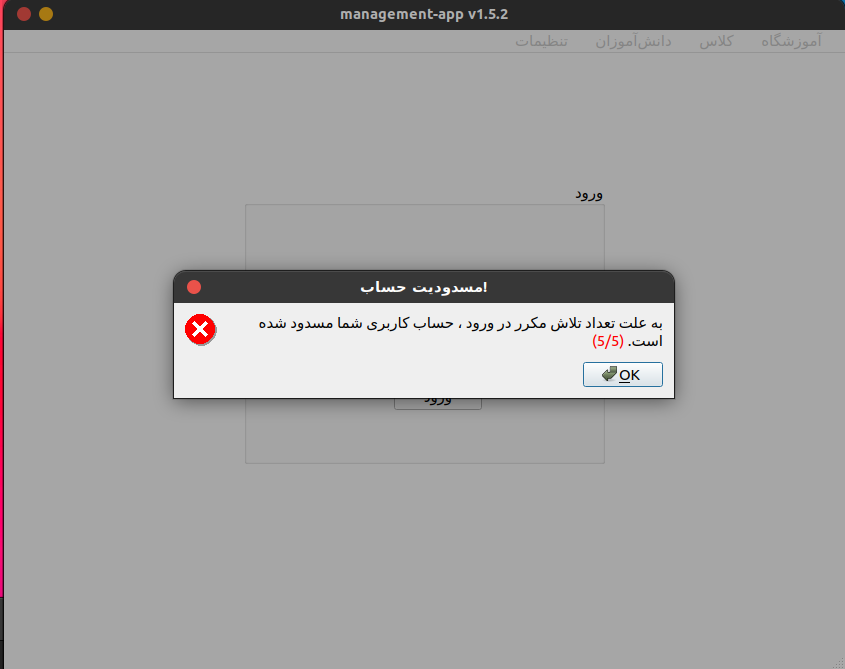 management-app v1.5.2
آموزشگاه کلاس دانش‌آموزان تنظیمات
ورود
مسدودیت حساب!
به علت تعداد تلاش مکرر در ورود ، حساب کاربری شما مسدود شده
است. (5/5)
OK
ورود